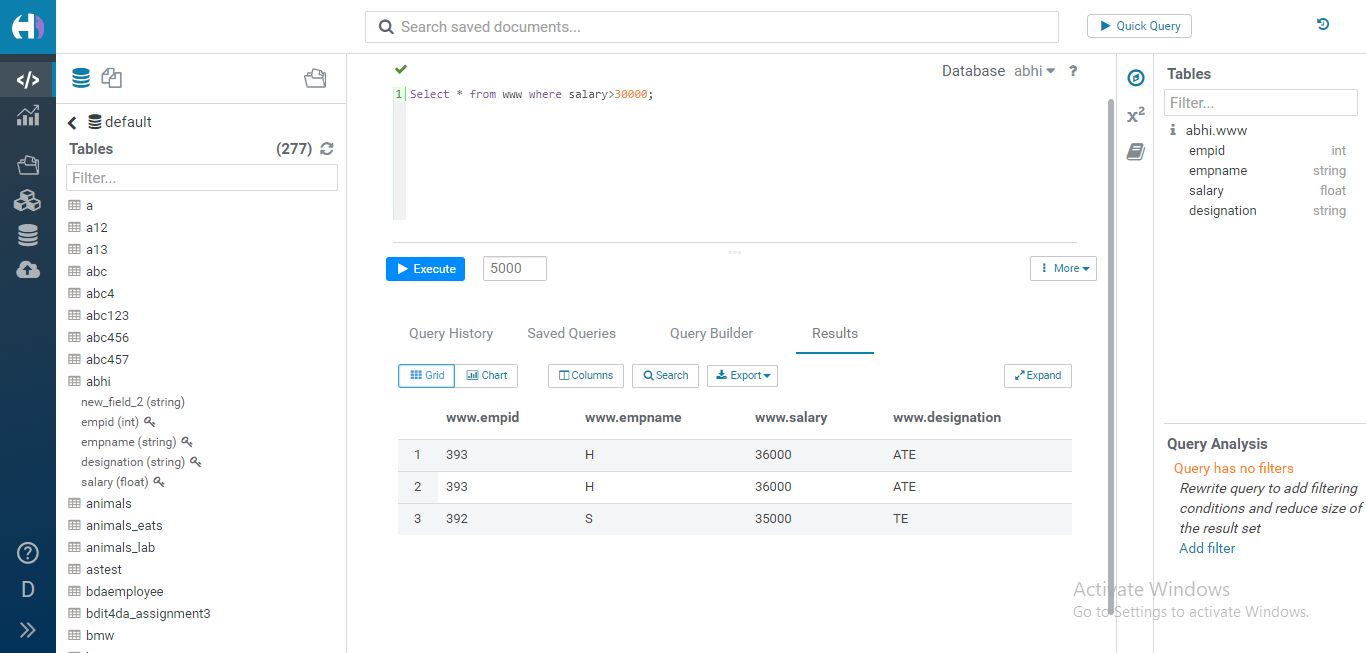 Search saved documents...
Quick Query
default
Tables (277)
Filter...
a
a12
a13
abc
abc4
abc123
abc456
abc457
abhi
new_field_2 (string)
empid (int)
empname (string)
designation (string)
salary (float)
animals
animals_eats
animals_lab
astest
bdaemployee
bdit4da_assignment3
bmw
D
Database abhi ?
1 Select * from www where salary>30000;
Execute 5000 More
Query History Saved Queries Query Builder Results
Grid Chart Columns Search Export Expand
www.empid www.empname www.salary www.designation
1 393 H 36000 ATE
2 393 H 36000 ATE
3 392 S 35000 TE
x²
Tables
Filter...
abhi.www
empid int
empname string
salary float
designation string
Query Analysis
Query has no filters
Rewrite query to add filtering
conditions and reduce size of
the result set
Add filter
Activate Windows
Go to Settings to activate Windows.